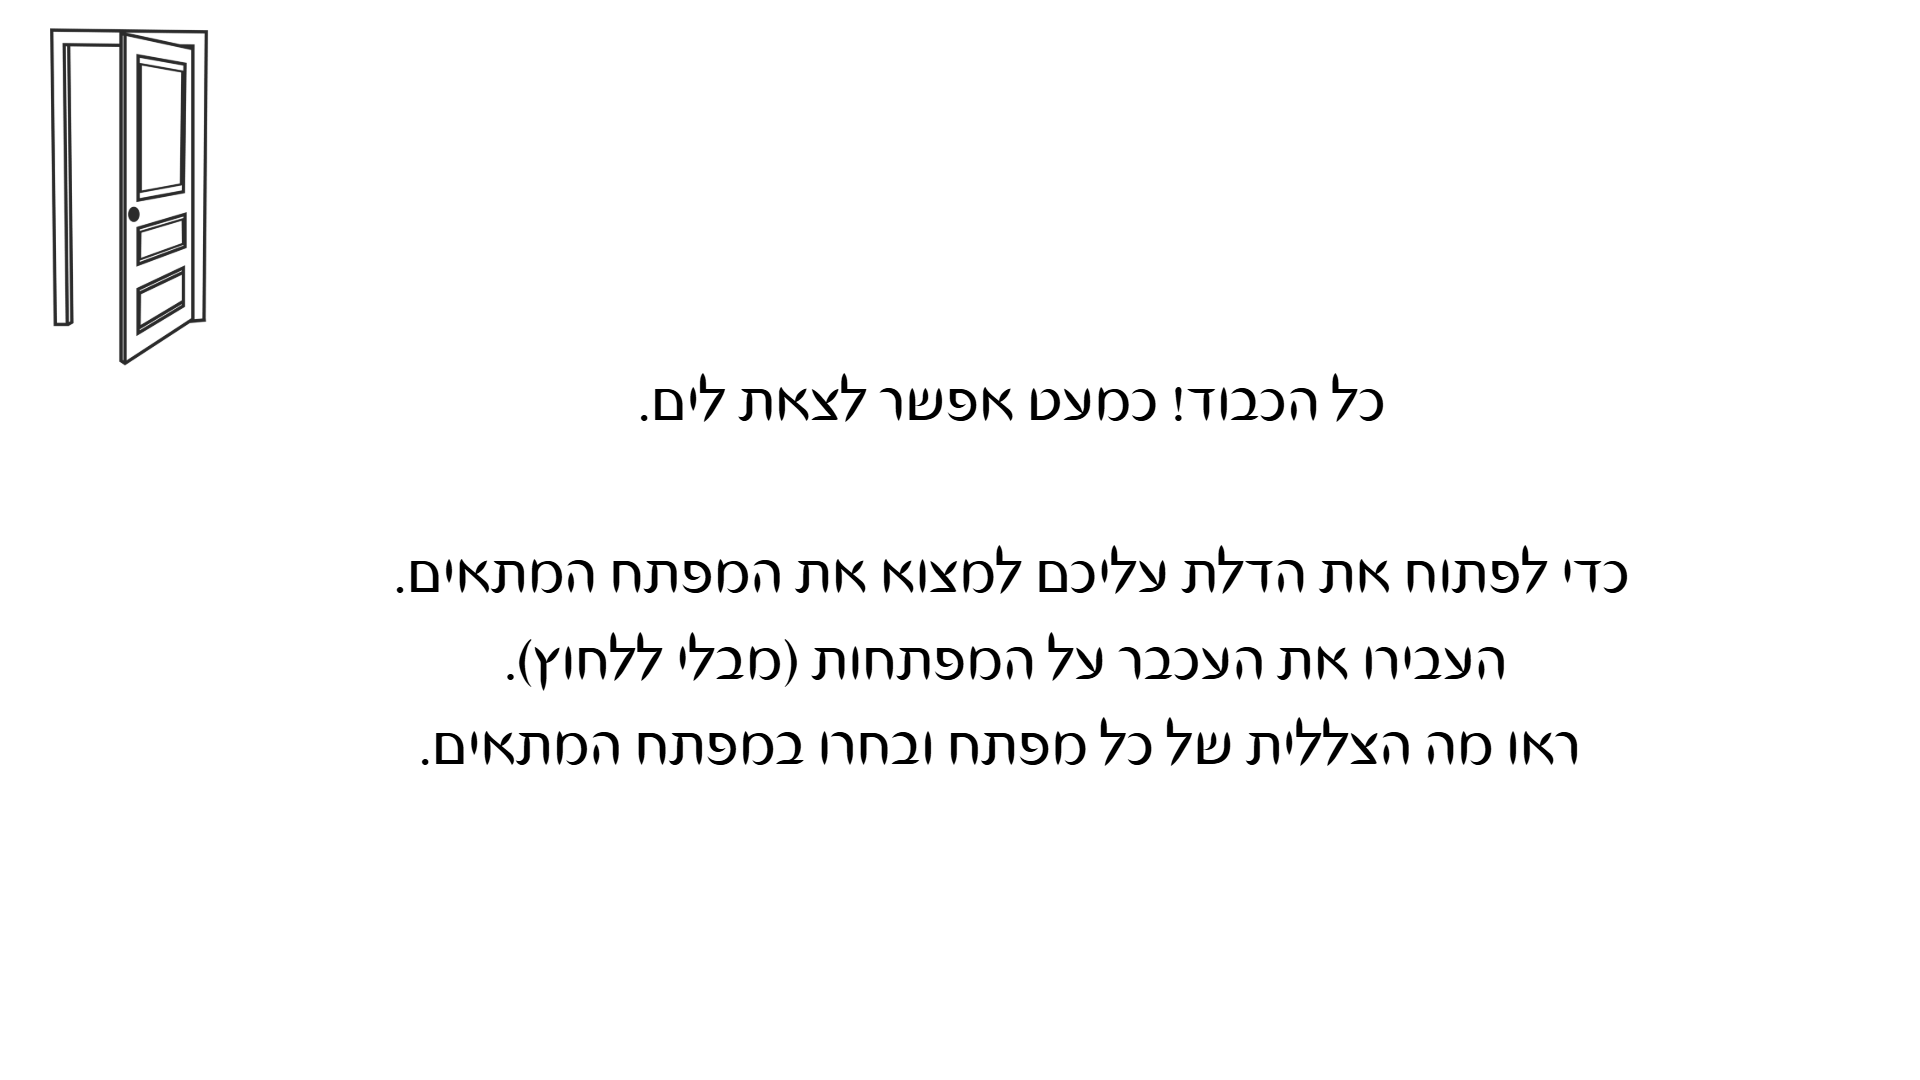 כל הכבוד! כמעט אפשר לצאת לים.
כדי לפתוח את הדלת עליכם למצוא את המפתח המתאים.
העבירו את העכבר על המפתחות (מבלי ללחוץ).
ראו מה הצללית של כל מפתח ובחרו במפתח המתאים.